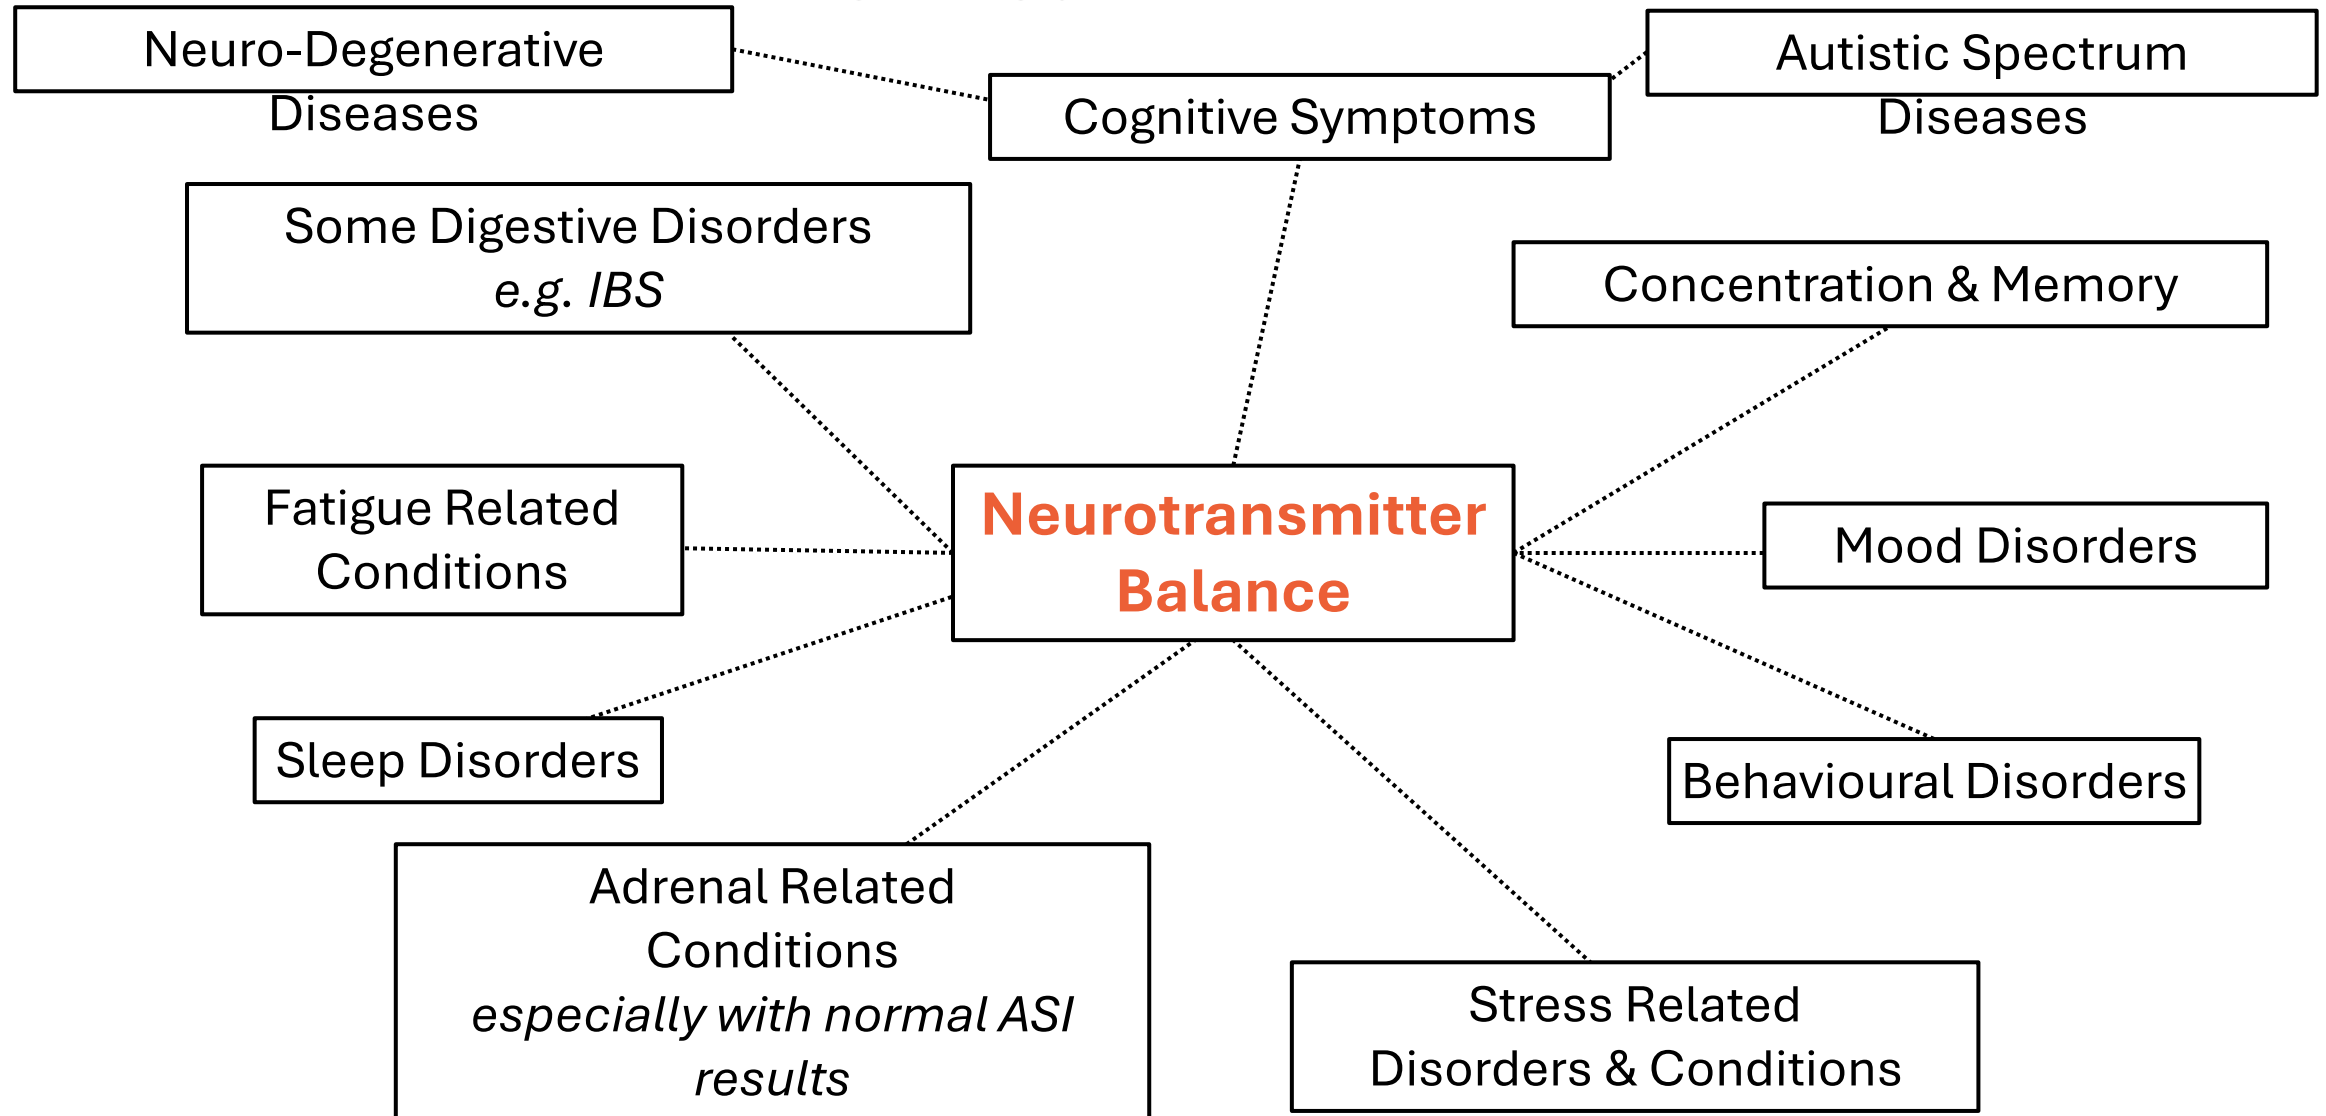 Neuro-Degenerative
Diseases
Cognitive Symptoms
Autistic Spectrum
Diseases
Some Digestive Disorders
e.g. IBS
Concentration & Memory
Fatigue Related
Conditions
Neurotransmitter
Balance
Mood Disorders
Sleep Disorders
Behavioural Disorders
Adrenal Related
Conditions
especially with normal ASI
results
Stress Related
Disorders & Conditions